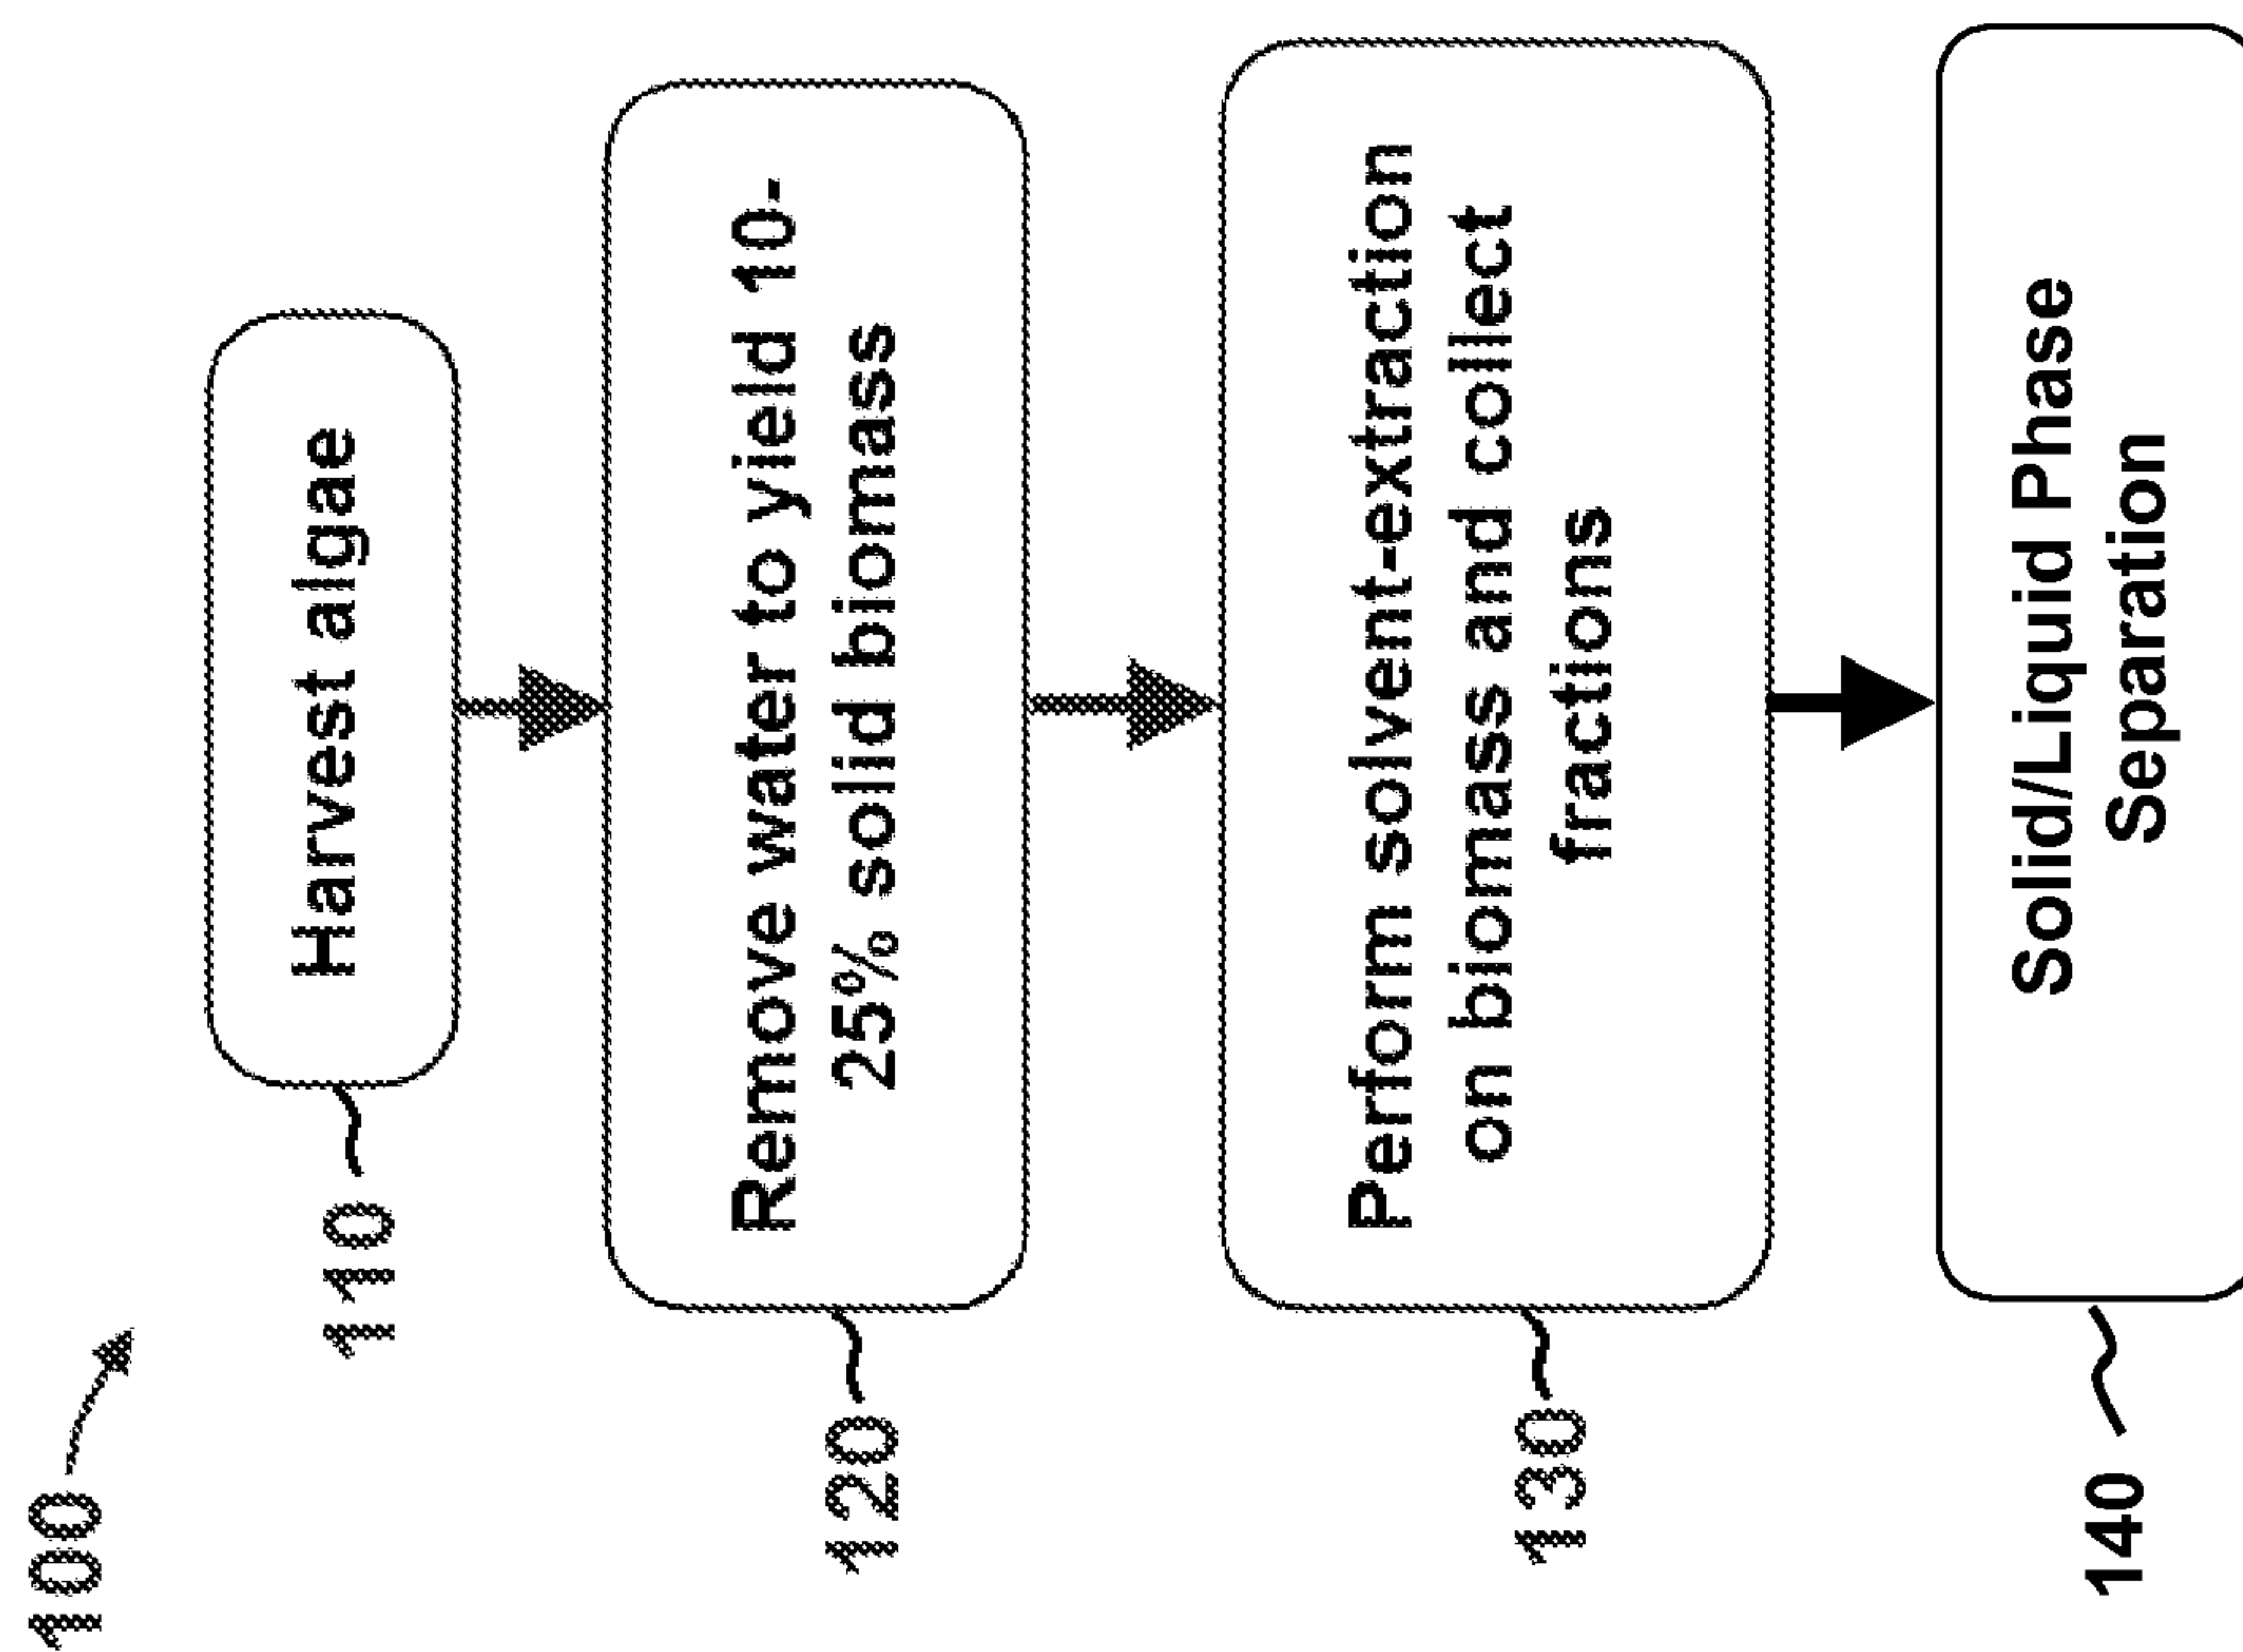 100
110
Harvest algae
120
Remove water to yield 10-
25% solid biomass
130
Perform solvent-extraction
on biomass and collect
fractions
140
Solid/Liquid Phase
Separation